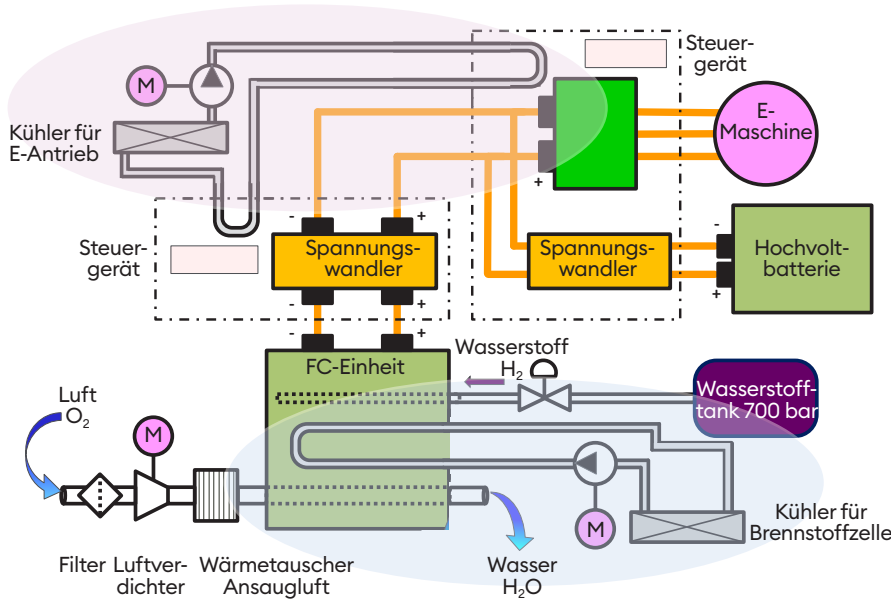 Steuer-
gerät
M
E-
Maschine
Kühler für
E-Antrieb
-
+
-
+
Steuer-
gerät
Spannungs-
wandler
Spannungs-
wandler
-
+
Hochvolt-
batterie
-
+
FC-Einheit
Wasserstoff
H₂
Wasserstoff-
tank 700 bar
Luft
O₂
M
M
Kühler für
Brennstoffzelle
Filter
Luftver-
dichter
Wärmetauscher
Ansaugluft
Wasser
H₂O